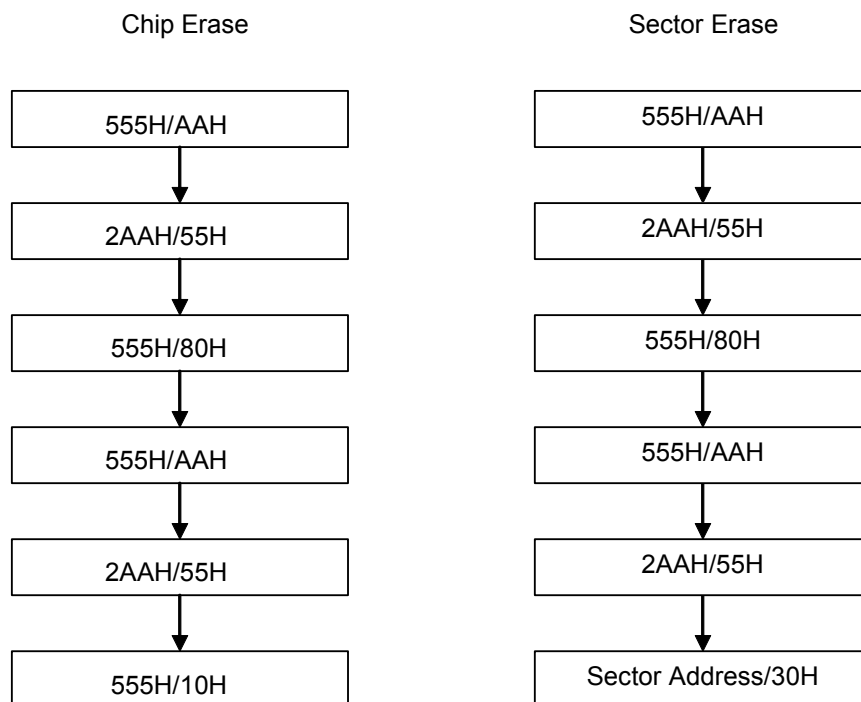 Chip Erase
555H/AAH
2AAH/55H
555H/80H
555H/AAH
2AAH/55H
555H/10H
Sector Erase
555H/AAH
2AAH/55H
555H/80H
555H/AAH
2AAH/55H
Sector Address/30H